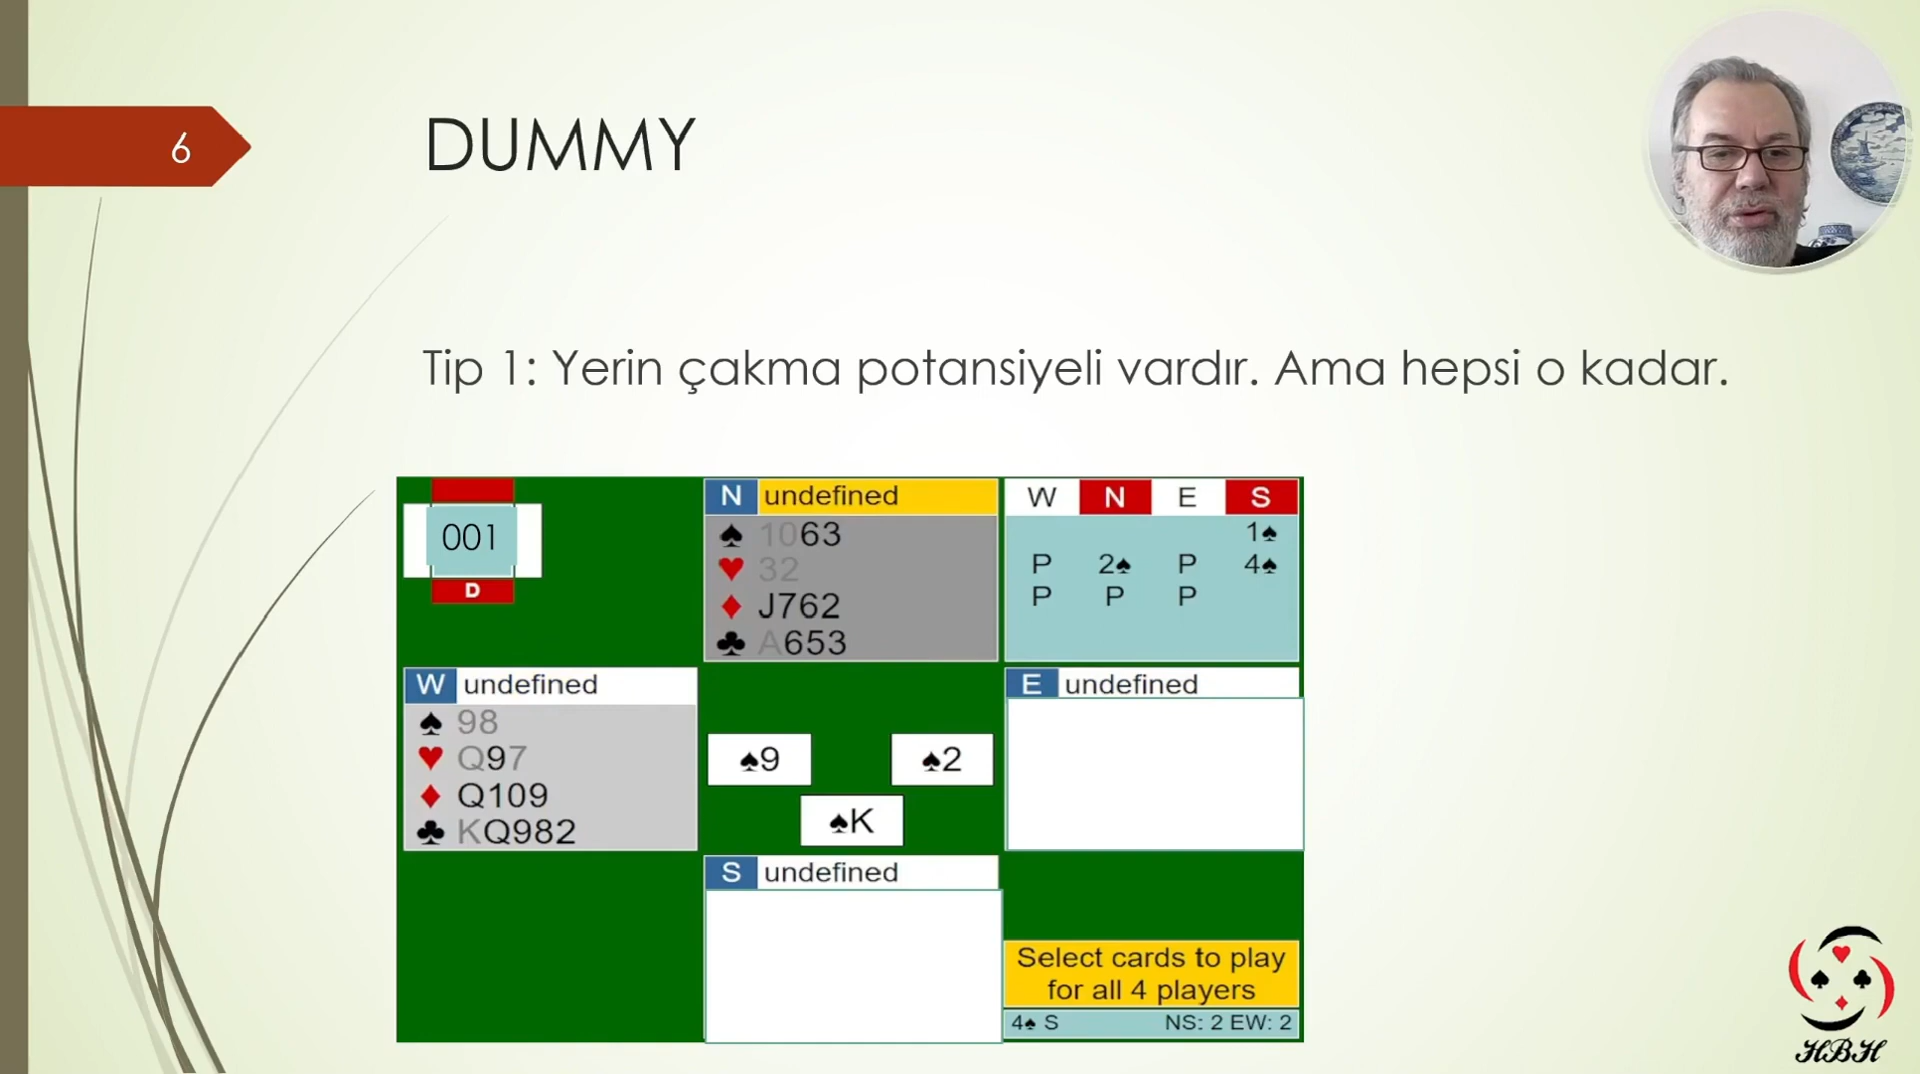 6
DUMMY
Tip 1: Yerin çakma potansiyeli vardır. Ama hepsi o kadar.
001
D
N undefined
♠ 1063
♥ 32
♦ J762
♣ A653
W N E S
1♠
P 2♠ P 4♠
P P P
W undefined
♠ 98
♥ Q97
♦ Q109
♣ KQ982
♠9
♠2
♠K
E undefined
S undefined
Select cards to play
for all 4 players
4♠ S NS: 2 EW: 2
HBH